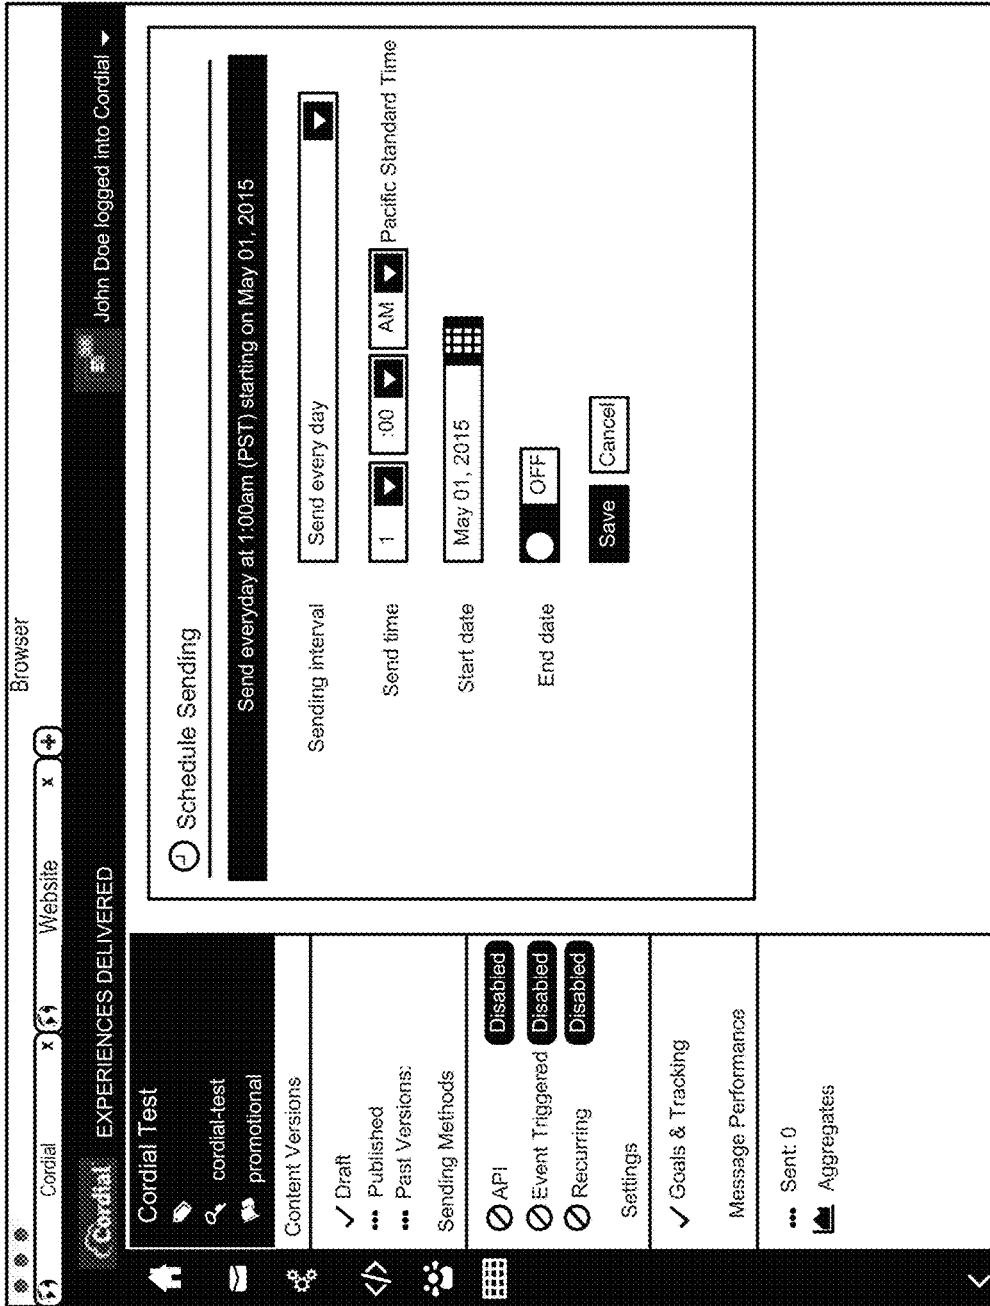 Browser
Cordial x
Website x +
Cordial EXPERIENCES DELIVERED
John Doe logged into Cordial
Cordial Test
cordial-test
promotional
Content Versions
Draft
Published
Past Versions:
Sending Methods
API Disabled
Event Triggered Disabled
Recurring Disabled
Settings
Goals & Tracking
Message Performance
Sent: 0
Aggregates
Schedule Sending
Send everyday at 1:00am (PST) starting on May 01, 2015
Sending interval Send every day
Send time 1 :00 AM Pacific Standard Time
Start date May 01, 2015
End date OFF
Save Cancel